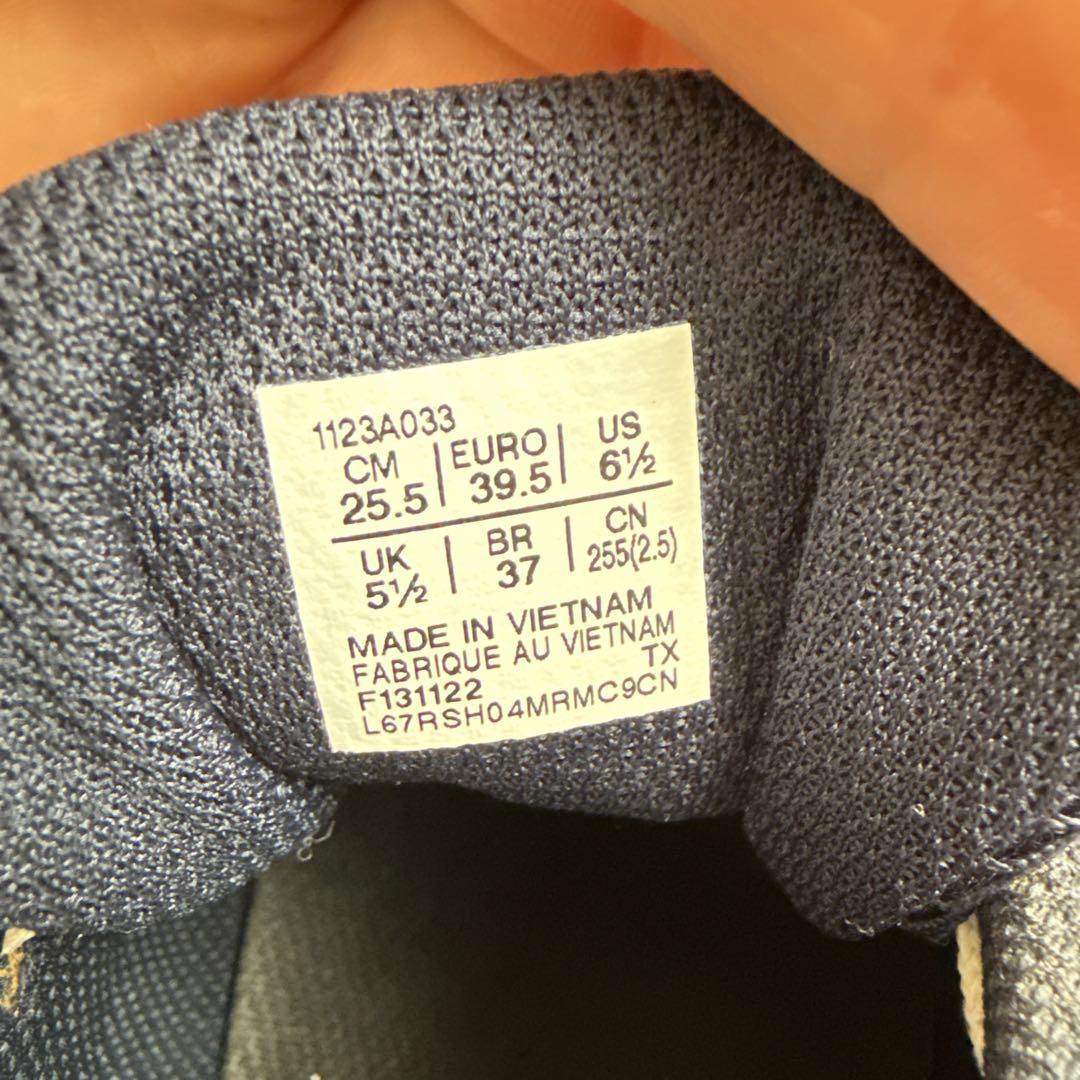 1123A033
CM | EURO | US
25.5 | 39.5 | 6½
UK | BR | CN
5½ | 37 | 255(2.5)
MADE IN VIETNAM
FABRIQUE AU VIETNAM
TX
F131122
L67RSH04MRMC9CN